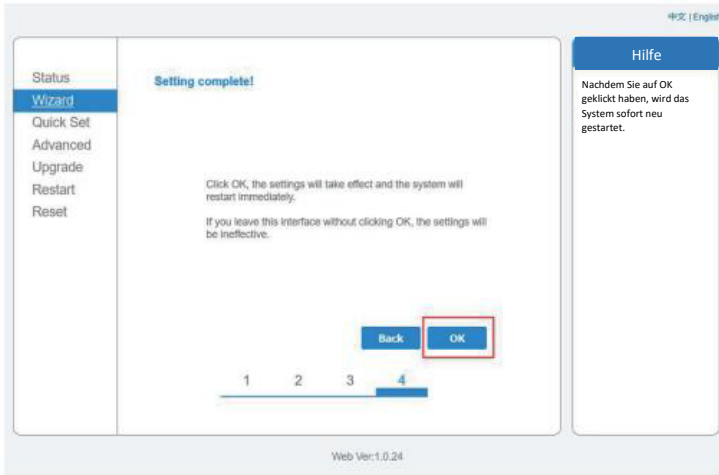 中文 | English
Status
Wizard
Quick Set
Advanced
Upgrade
Restart
Reset
Setting complete!
Click OK, the settings will take effect and the system will
restart immediately.
If you leave this interface without clicking OK, the settings will
be ineffective.
Back
OK
1 2 3 4
Hilfe
Nachdem Sie auf OK
geklickt haben, wird das
System sofort neu
gestartet.
Web Ver:1.0.24